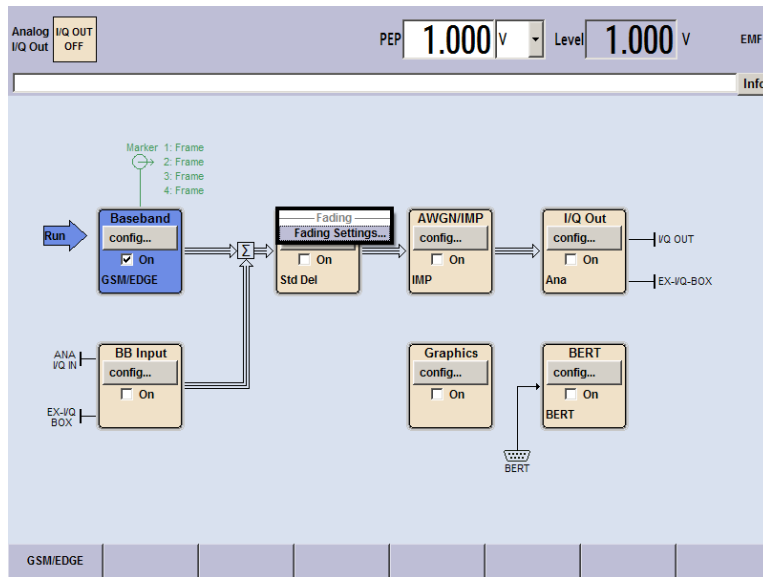 Analog I/Q Out
I/Q OUT OFF
PEP 1.000 V
Level 1.000 V
EMF
Info
Marker 1: Frame
2: Frame
3: Frame
4: Frame
Run
Baseband
config...
On
GSM/EDGE
Fading
Fading Settings...
On
Std Del
AWGN/IMP
config...
On
IMP
I/Q Out
config...
On
Ana
I/Q OUT
EX-I/Q-BOX
Σ
ANA I/Q IN
EX-I/Q BOX
BB Input
config...
On
Graphics
config...
On
BERT
config...
On
BERT
BERT
GSM/EDGE